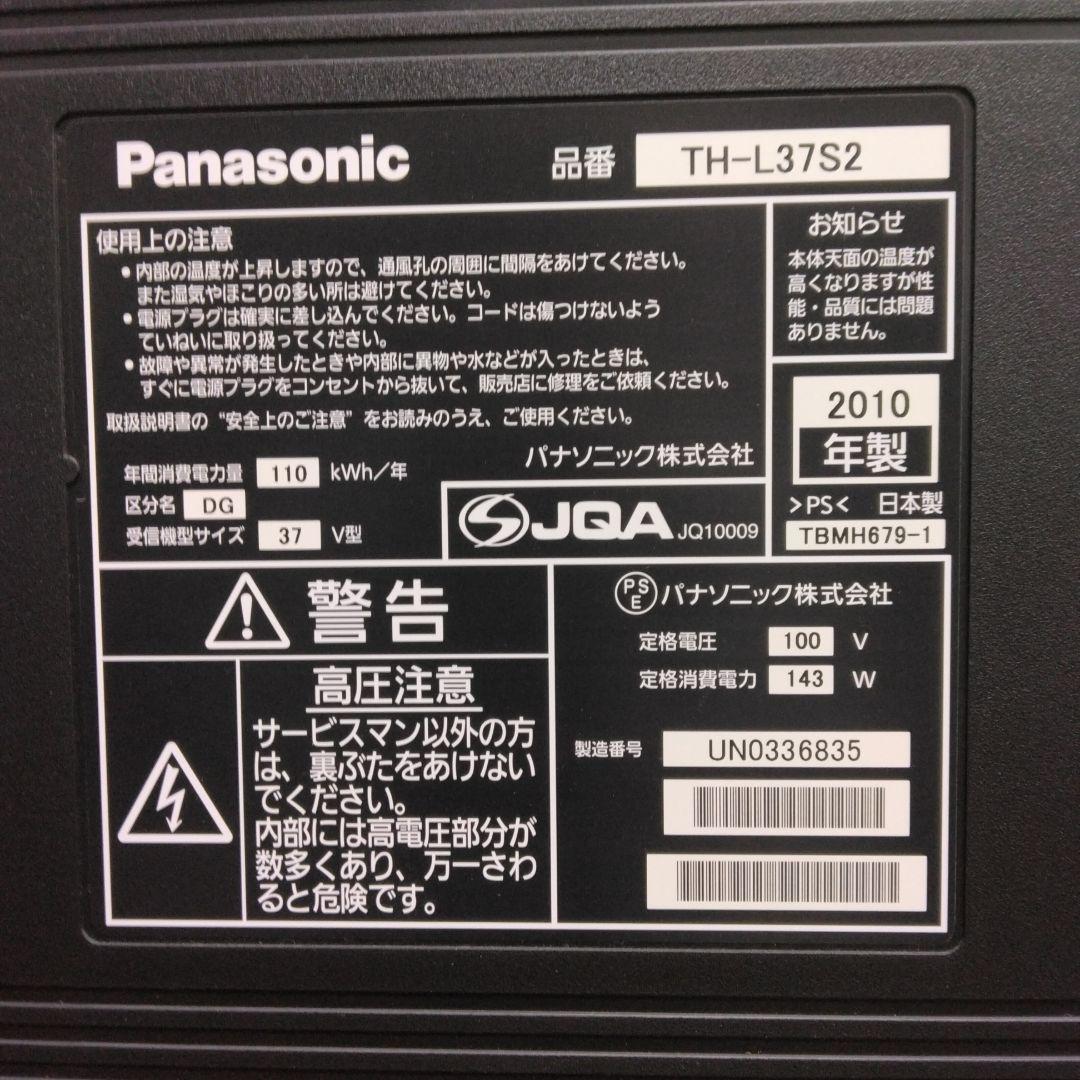 Panasonic
品番 TH-L37S2
使用上の注意
●内部の温度が上昇しますので、通風孔の周囲に間隔をあけてください。
また湿気やほこりの多い所は避けてください。
●電源プラグは確実に差し込んでください。コードは傷つけないよう
ていねいに取り扱ってください。
●故障や異常が発生したときや内部に異物や水などが入ったときは、
すぐに電源プラグをコンセントから抜いて、販売店に修理をご依頼ください。
取扱説明書の “安全上のご注意” をお読みのうえ、ご使用ください。
パナソニック株式会社
年間消費電力量 110 kWh/年
区分名 DG
受信機型サイズ 37 V型
JQA JQ10009
お知らせ
本体天面の温度が
高くなりますが性
能・品質には問題
ありません。
2010
年製
>PS< 日本製
TBMH679-1
警告
高圧注意
サービスマン以外の方
は、裏ぶたをあけない
でください。
内部には高電圧部分が
数多くあり、万一さわ
ると危険です。
PSE パナソニック株式会社
定格電圧 100 V
定格消費電力 143 W
製造番号 UN0336835